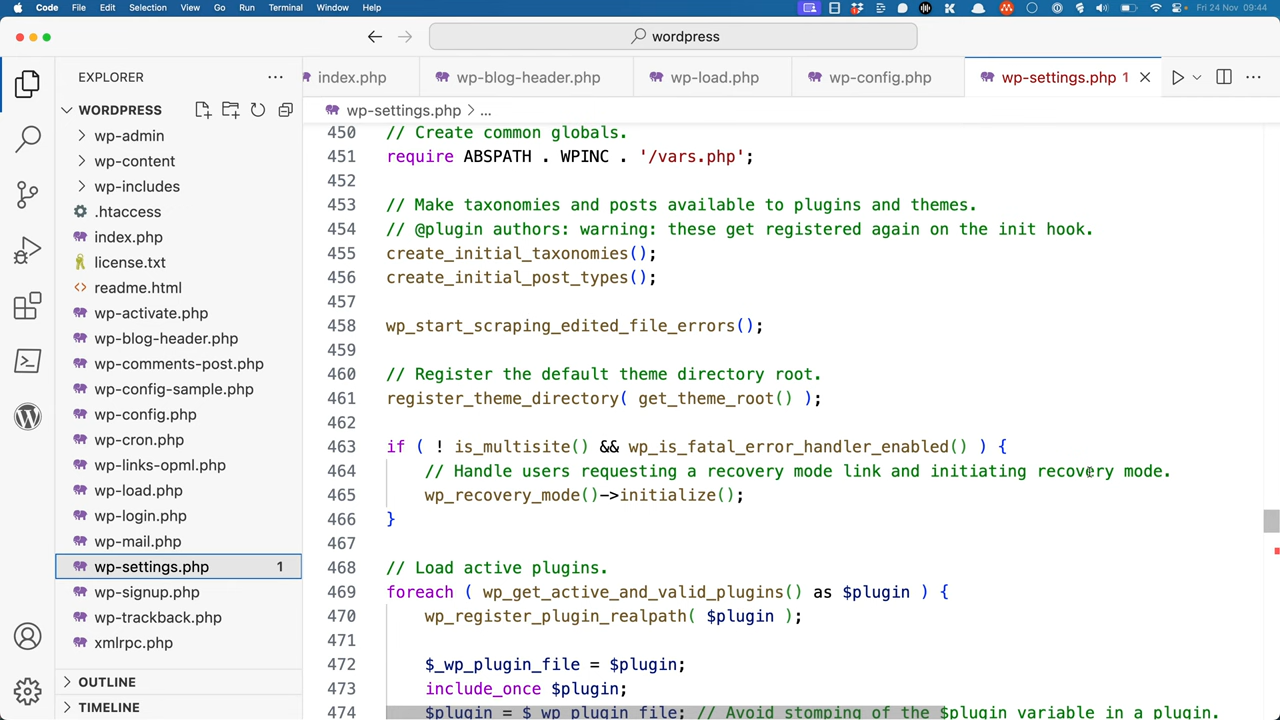 Code File Edit Selection View Go Run Terminal Window Help Fri 24 Nov 09:44
wordpress
EXPLORER
index.php wp-blog-header.php wp-load.php wp-config.php wp-settings.php 1
WORDPRESS
wp-settings.php > ...
wp-admin
wp-content
wp-includes
.htaccess
index.php
license.txt
readme.html
wp-activate.php
wp-blog-header.php
wp-comments-post.php
wp-config-sample.php
wp-config.php
wp-cron.php
wp-links-opml.php
wp-load.php
wp-login.php
wp-mail.php
wp-settings.php 1
wp-signup.php
wp-trackback.php
xmlrpc.php
OUTLINE
TIMELINE
450 // Create common globals.
451 require ABSPATH . WPINC . '/vars.php';
452
453 // Make taxonomies and posts available to plugins and themes.
454 // @plugin authors: warning: these get registered again on the init hook.
455 create_initial_taxonomies();
456 create_initial_post_types();
457
458 wp_start_scraping_edited_file_errors();
459
460 // Register the default theme directory root.
461 register_theme_directory( get_theme_root() );
462
463 if ( ! is_multisite() && wp_is_fatal_error_handler_enabled() ) {
464 // Handle users requesting a recovery mode link and initiating recovery mode.
465 wp_recovery_mode()->initialize();
466 }
467
468 // Load active plugins.
469 foreach ( wp_get_active_and_valid_plugins() as $plugin ) {
470 wp_register_plugin_realpath( $plugin );
471
472 $_wp_plugin_file = $plugin;
473 include_once $plugin;
474 $plugin = $_wp_plugin_file; // Avoid stomping of the $plugin variable in a plugin.